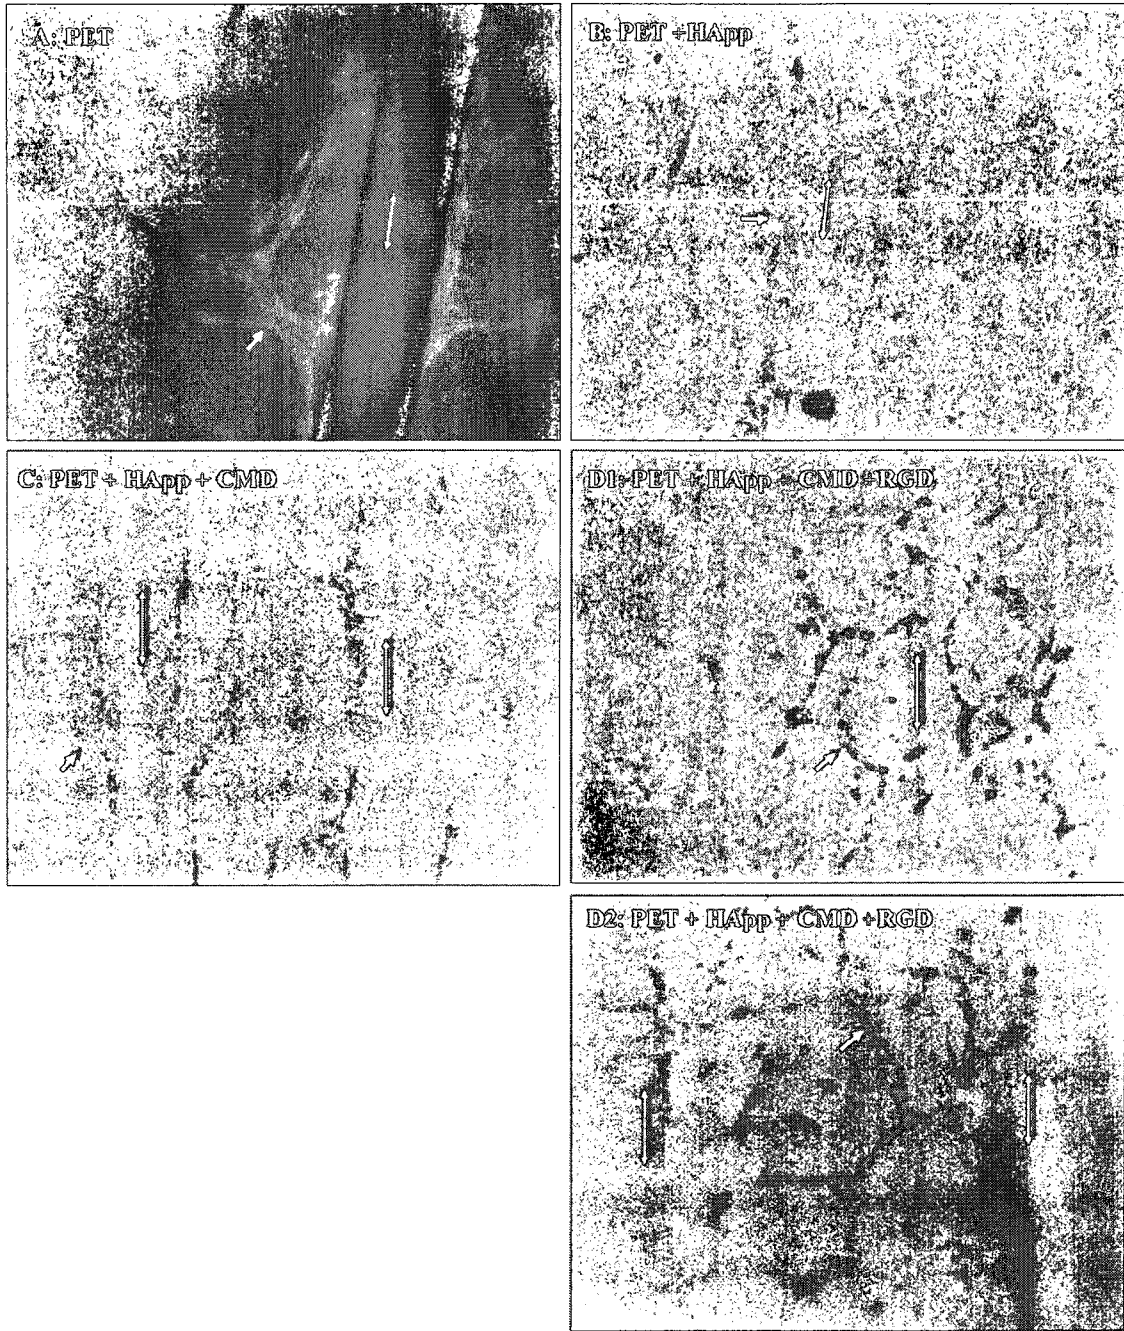 A: PET
B: PET +HApp
C: PET + HApp + CMD
D1: PET + HApp + CMD +RGD
D2: PET + HApp + CMD +RGD